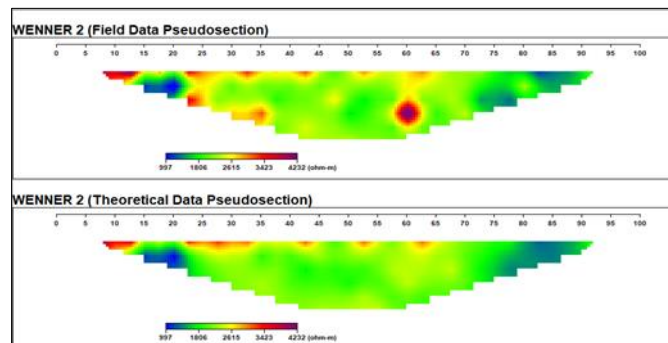 WENNER 2 (Field Data Pseudosection)
0 5 10 15 20 25 30 35 40 45 50 55 60 65 70 75 80 85 90 95 100
997 1806 2615 3423 4232 (ohm-m)
WENNER 2 (Theoretical Data Pseudosection)
0 5 10 15 20 25 30 35 40 45 50 55 60 65 70 75 80 85 90 95 100
997 1806 2615 3423 4232 (ohm-m)